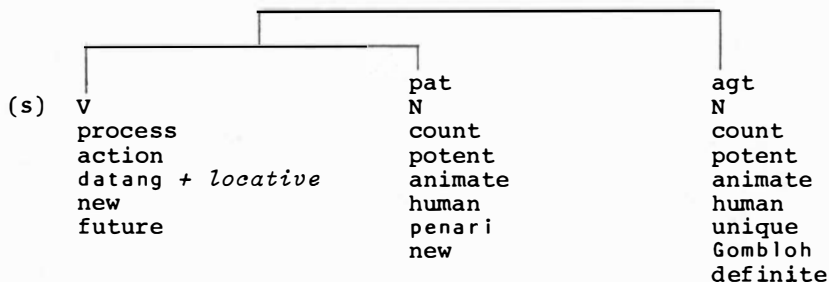 pat agt
(s) V N N
process count count
action potent potent
datang + locative animate animate
new human human
future penari unique
new Gombloh
definite